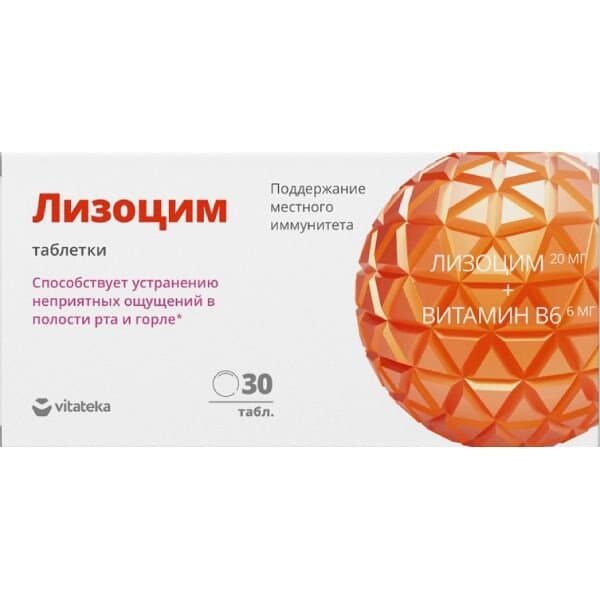 Лизоцим
таблетки
Способствует устранению
неприятных ощущений в
полости рта и горле*
vitateka
30
табл.
Поддержание
местного
иммунитета
ЛИЗОЦИМ 20 МГ
+
ВИТАМИН В6 6 МГ